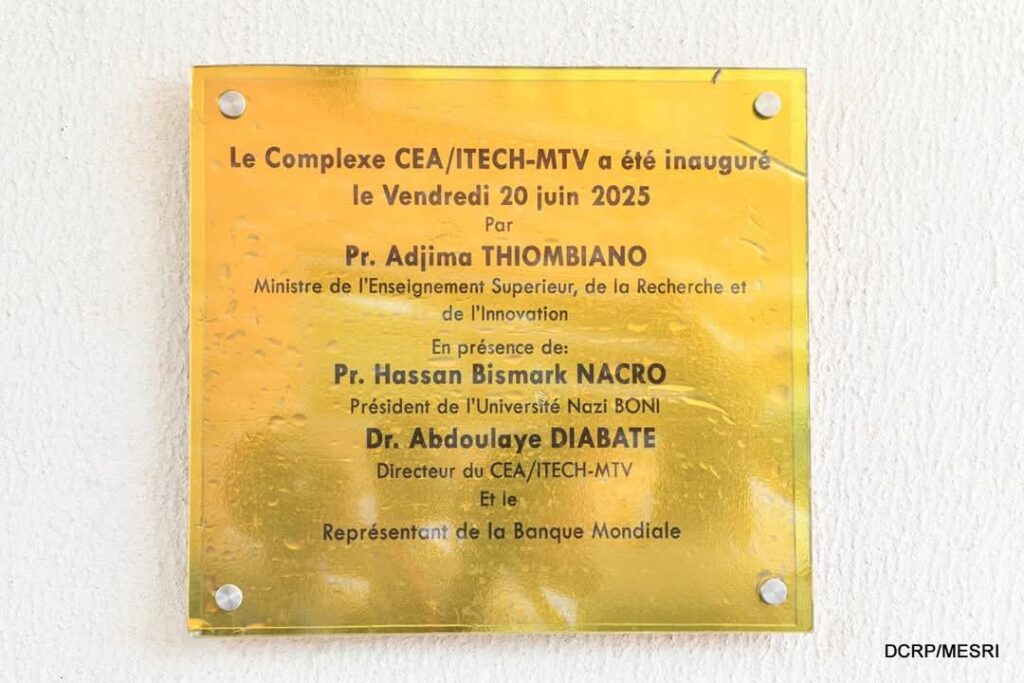 Le Complexe CEA/ITECH-MTV a été inauguré
le Vendredi 20 juin 2025
Par
Pr. Adjima THIOMBIANO
Ministre de l'Enseignement Superieur, de la Recherche et
de l'Innovation
En présence de:
Pr. Hassan Bismark NACRO
Président de l'Université Nazi BONI
Dr. Abdoulaye DIABATE
Directeur du CEA/ITECH-MTV
Et le
Représentant de la Banque Mondiale
DCRP/MESRI